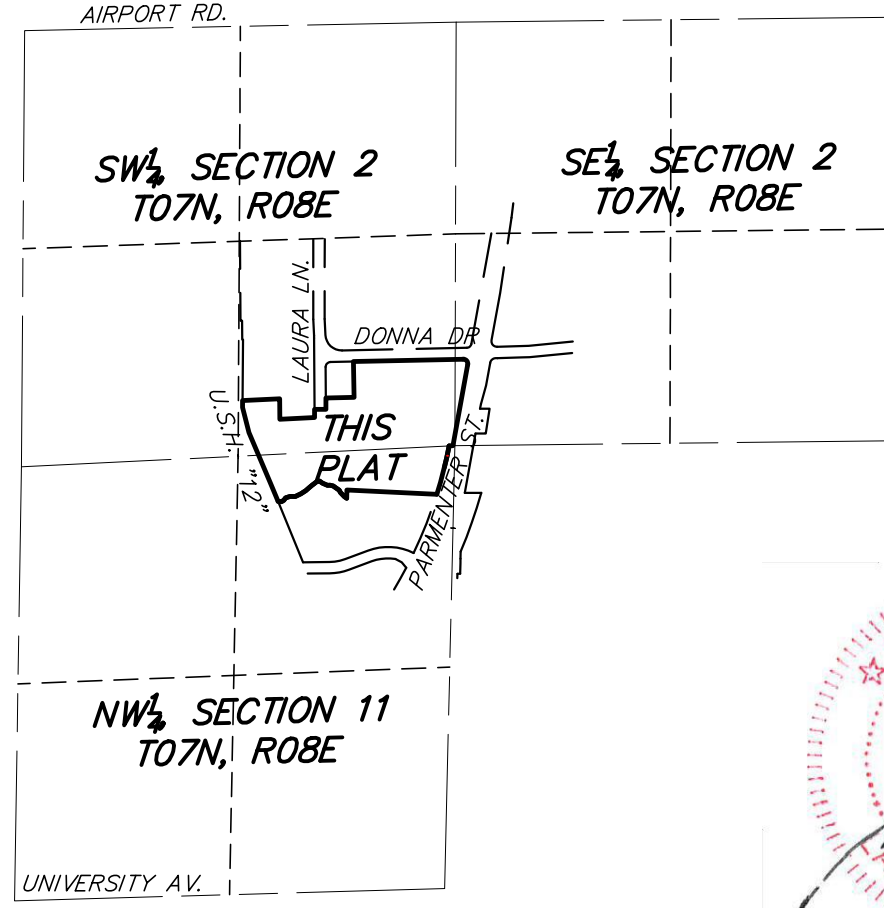 AIRPORT RD.
SW¼, SECTION 2
T07N, R08E
SE¼, SECTION 2
T07N, R08E
LAURA LN.
DONNA DR
U.S.H. "12"
THIS
PLAT
PARMENTER ST.
NW¼, SECTION 11
T07N, R08E
UNIVERSITY AV.